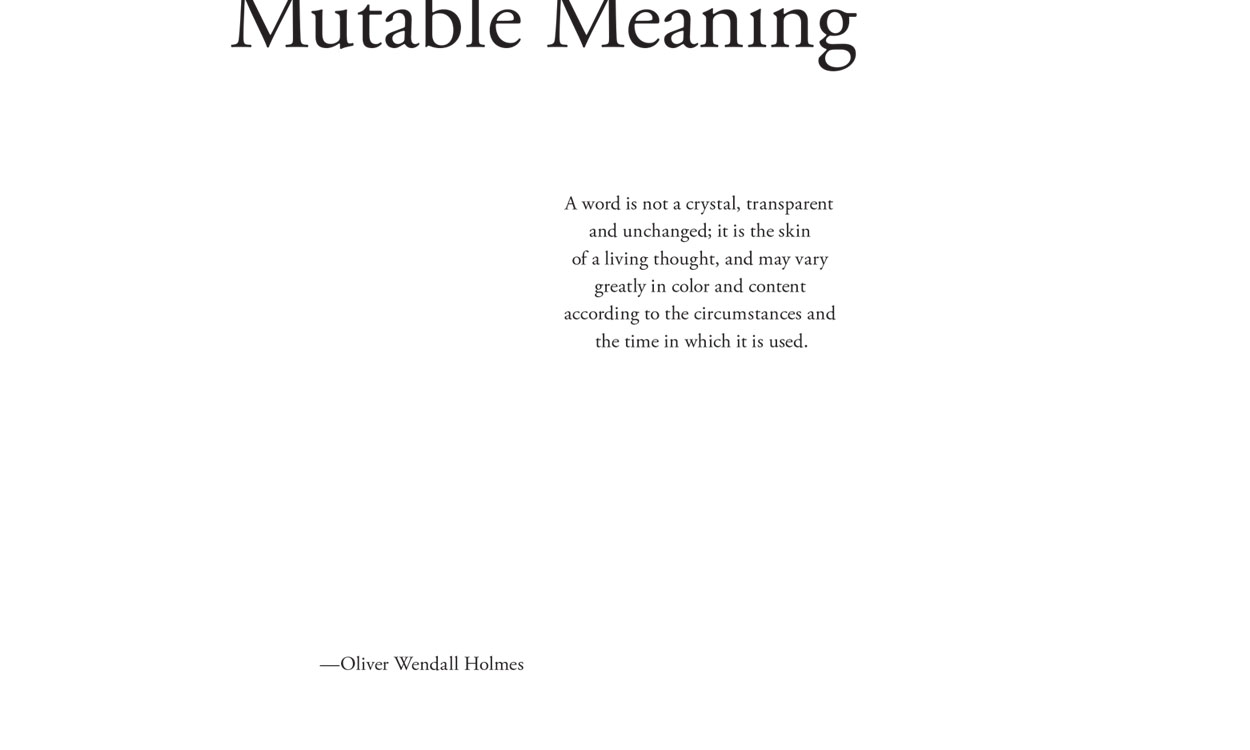 Mutable Meaning
A word is not a crystal, transparent
and unchanged; it is the skin
of a living thought, and may vary
greatly in color and content
according to the circumstances and
the time in which it is used.
—Oliver Wendall Holmes